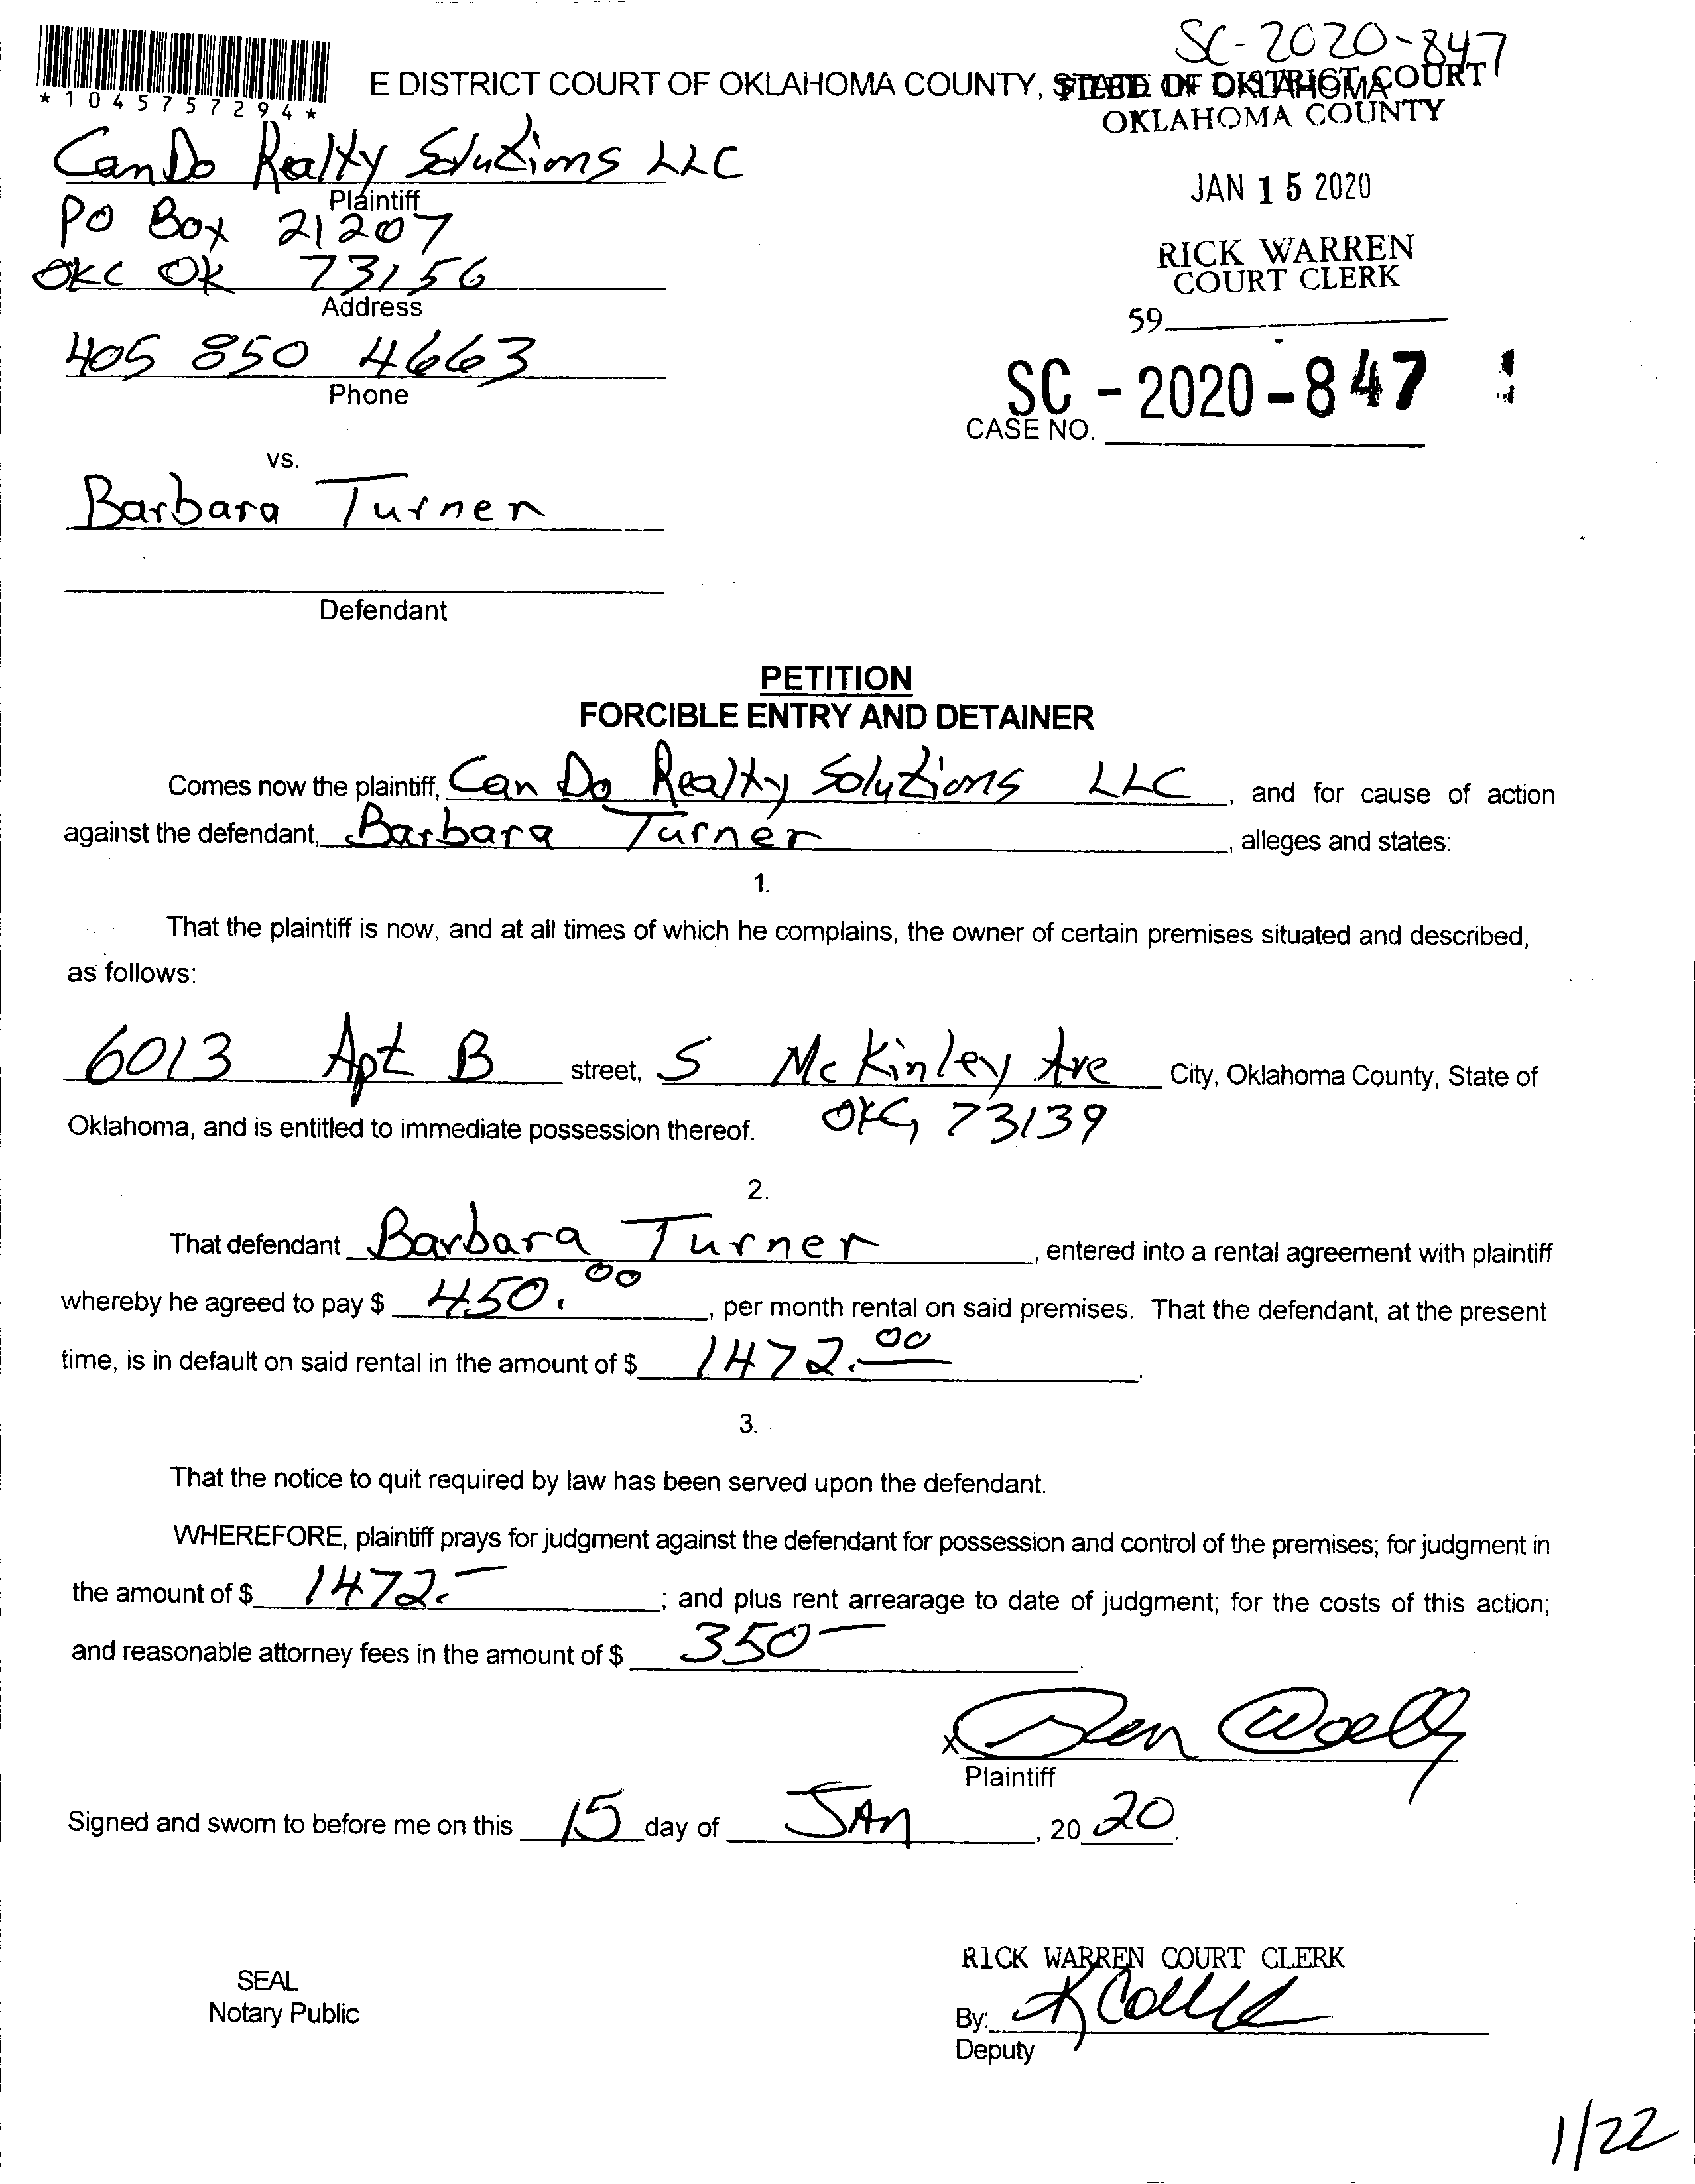 SC-2020-847
*1045757294*
E DISTRICT COURT OF OKLAHOMA COUNTY, STATE OF OKLAHOMA
FILED IN DISTRICT COURT
OKLAHOMA COUNTY
CanDo Realty Solutions LLC
Plaintiff
JAN 15 2020
PO Box 21207
OKC OK 73156
Address
RICK WARREN
COURT CLERK
59
405 850 4663
Phone
SC - 2020 - 847
CASE NO.
vs.
Barbara Turner
Defendant
PETITION
FORCIBLE ENTRY AND DETAINER
Comes now the plaintiff, Can Do Realty Solutions LLC, and for cause of action
against the defendant, Barbara Turner, alleges and states:
1.
That the plaintiff is now, and at all times of which he complains, the owner of certain premises situated and described,
as follows:
6013 Apt B street, S McKinley Ave City, Oklahoma County, State of
Oklahoma, and is entitled to immediate possession thereof. OKC, 73139
2.
That defendant Barbara Turner, entered into a rental agreement with plaintiff
whereby he agreed to pay $ 450.00, per month rental on said premises. That the defendant, at the present
time, is in default on said rental in the amount of $ 1472.00.
3.
That the notice to quit required by law has been served upon the defendant.
WHEREFORE, plaintiff prays for judgment against the defendant for possession and control of the premises; for judgment in
the amount of $ 1472.-; and plus rent arrearage to date of judgment; for the costs of this action;
and reasonable attorney fees in the amount of $ 350-.
X
Plaintiff
Signed and sworn to before me on this 15 day of JAN, 2020.
RICK WARREN COURT CLERK
SEAL
Notary Public
By:
Deputy
1/22